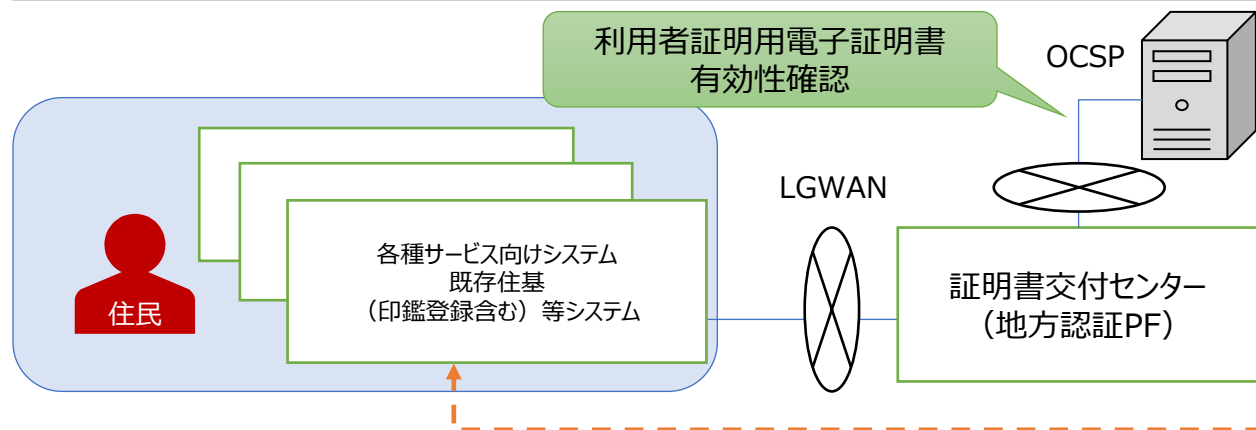 利用者証明用電子証明書
有効性確認
OCSP
LGWAN
各種サービス向けシステム
既存住基
（印鑑登録含む）等システム
住民
証明書交付センター
（地方認証PF）